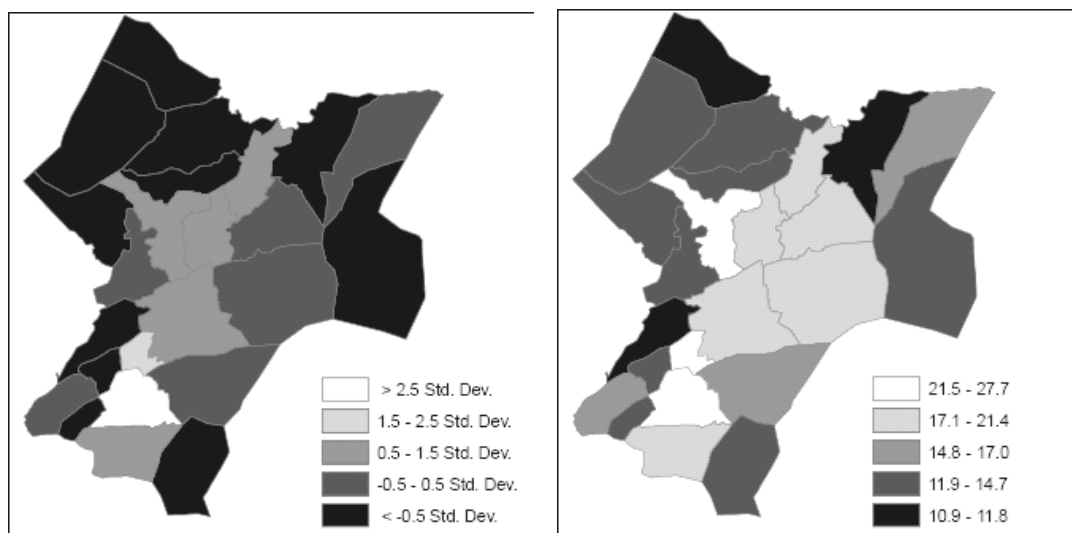 > 2.5 Std. Dev.
1.5 - 2.5 Std. Dev.
0.5 - 1.5 Std. Dev.
-0.5 - 0.5 Std. Dev.
< -0.5 Std. Dev.
21.5 - 27.7
17.1 - 21.4
14.8 - 17.0
11.9 - 14.7
10.9 - 11.8